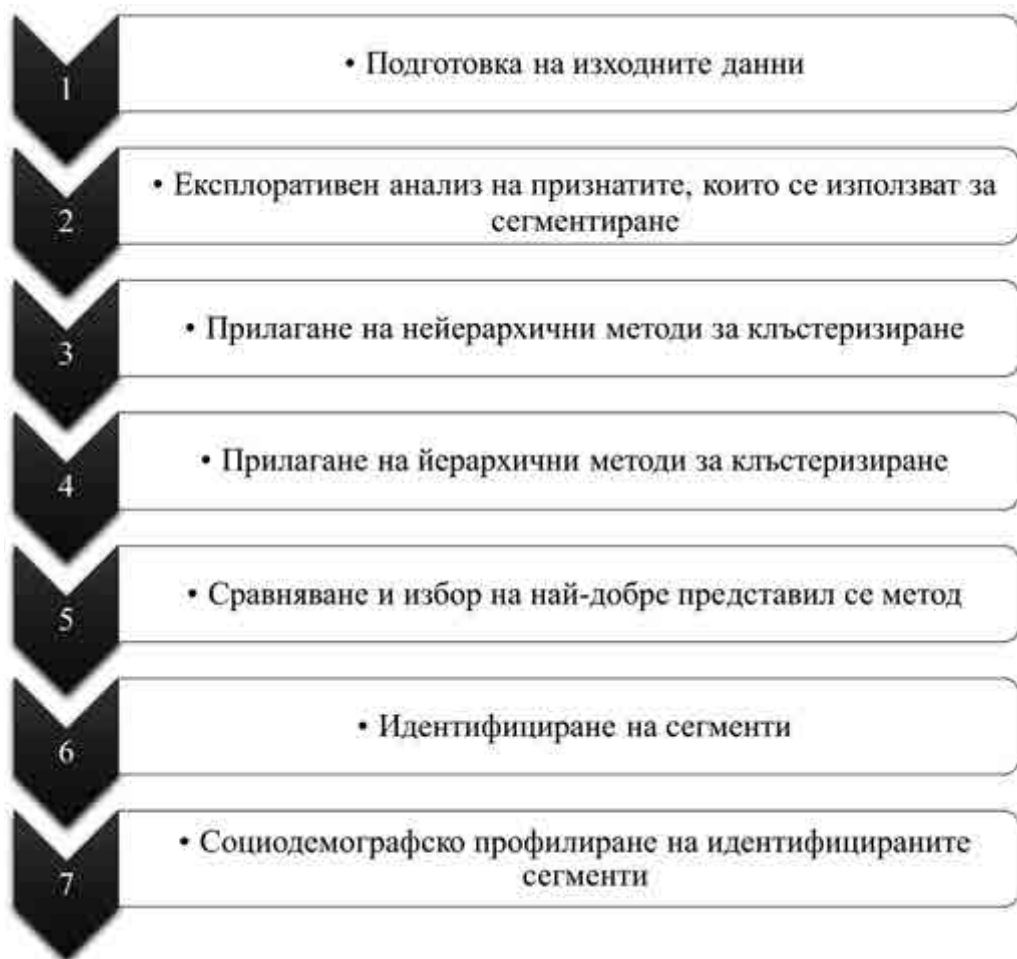 1
• Подготовка на изходните данни
2
• Експлоративен анализ на признатите, които се използват за
сегментиране
3
• Прилагане на нейерархични методи за клъстеризиране
4
• Прилагане на йерархични методи за клъстеризиране
5
• Сравняване и избор на най-добре представил се метод
6
• Идентифициране на сегменти
7
• Социодемографско профилиране на идентифицираните
сегменти